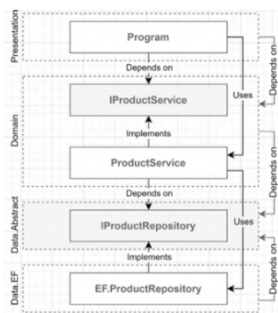 Presentation
Program
Depends on
Depends on
Domain
IProductService
Uses
Implements
ProductService
Depends on
Depends on
Data.Abstract
IProductRepository
Uses
Implements
Data.EF
EF.ProductRepository
Depends on